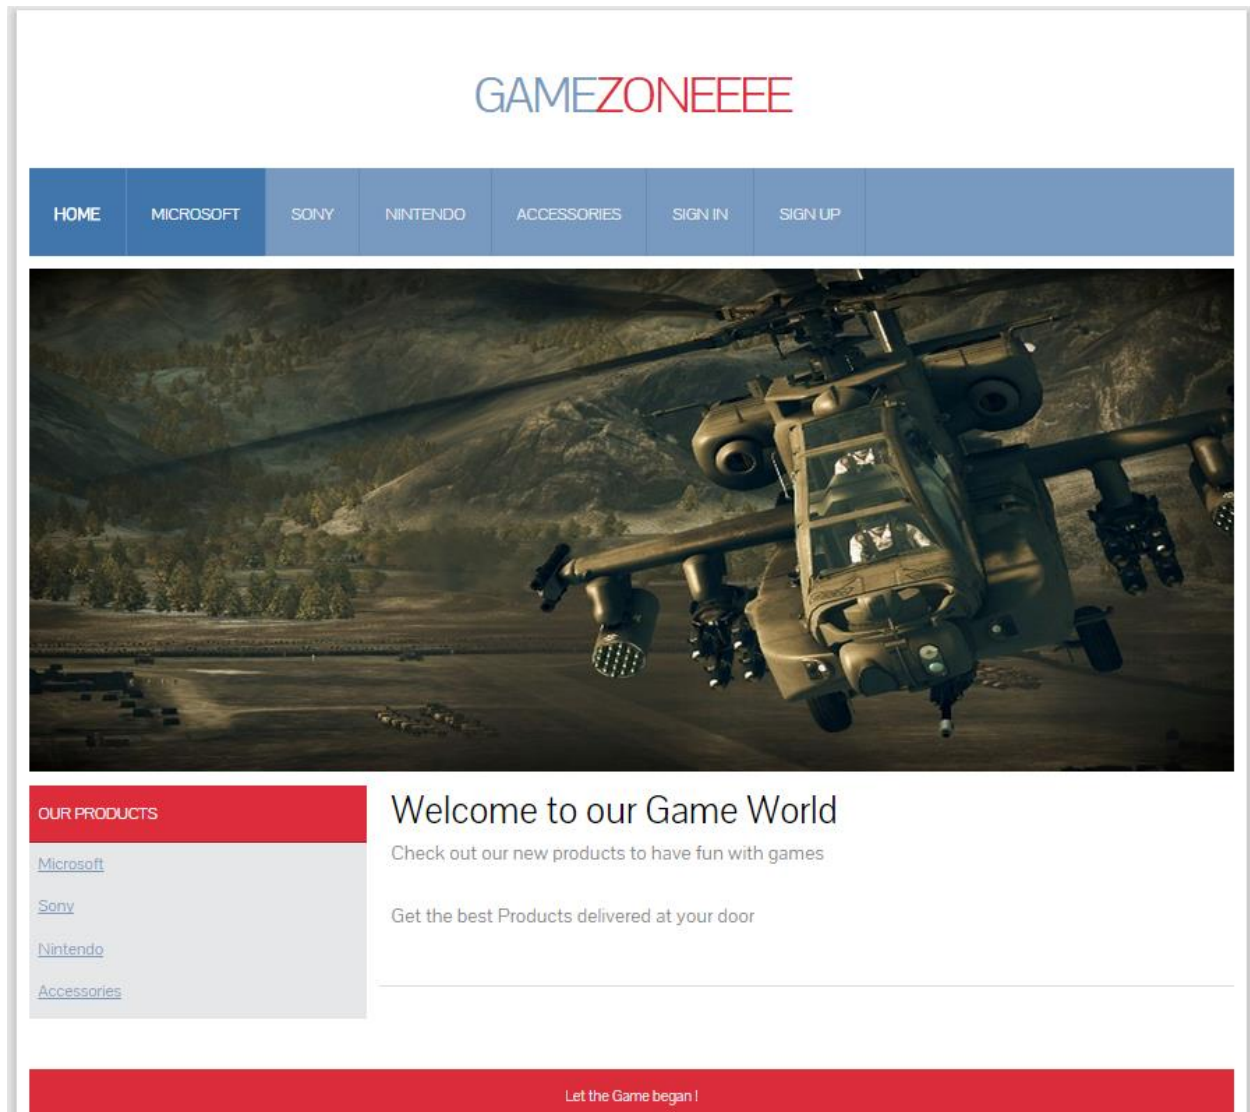 GAMEZONEEEE
HOME MICROSOFT SONY NINTENDO ACCESSORIES SIGN IN SIGN UP
OUR PRODUCTS
Microsoft
Sony
Nintendo
Accessories
Welcome to our Game World
Check out our new products to have fun with games
Get the best Products delivered at your door
Let the Game began !